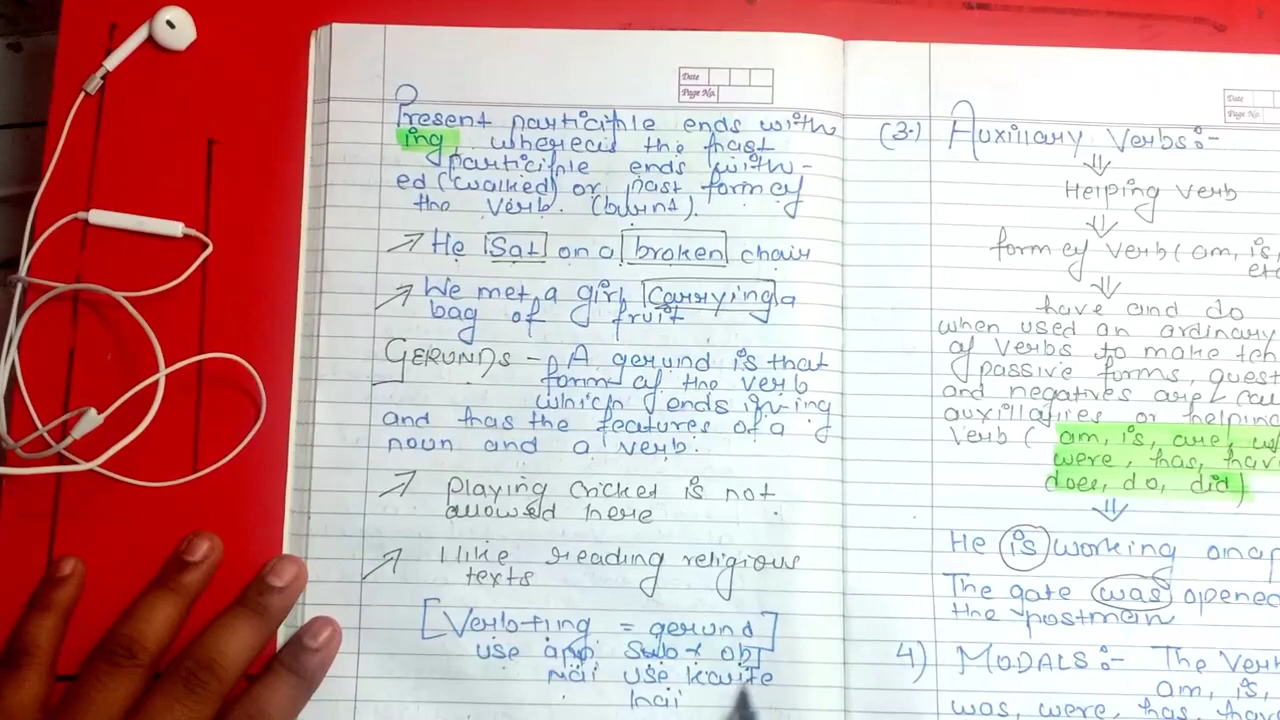 Date
Page No.
Present participle ends with
ing, whereas the past
participle ends with-
ed (walked) or past form of
the verb. (burnt).
He Sat on a broken chair
We met a girl carrying a
bag of fruit
GERUNDS - A gerund is that
form of the verb
which ends in-ing
and has the features of a
noun and a verb.
Playing cricket is not
allowed here
I like reading religious
texts
[Verb+ing = gerund]
use as Sub + obj
mai use karte
hai
Date
Page No.
(3.) Auxiliary Verbs:-
Helping verb
form of verb (am, is,
etc
have and do
when used an ordinary
of verbs to make
passive forms, quest
and negatives are
auxiliaries or helping
verb ( am, is, are,
were, has, hav
does, do, did)
He is working on
The gate was opened
the postman
4) MODALS:- The Verb
am, is,
was, were, has, hav